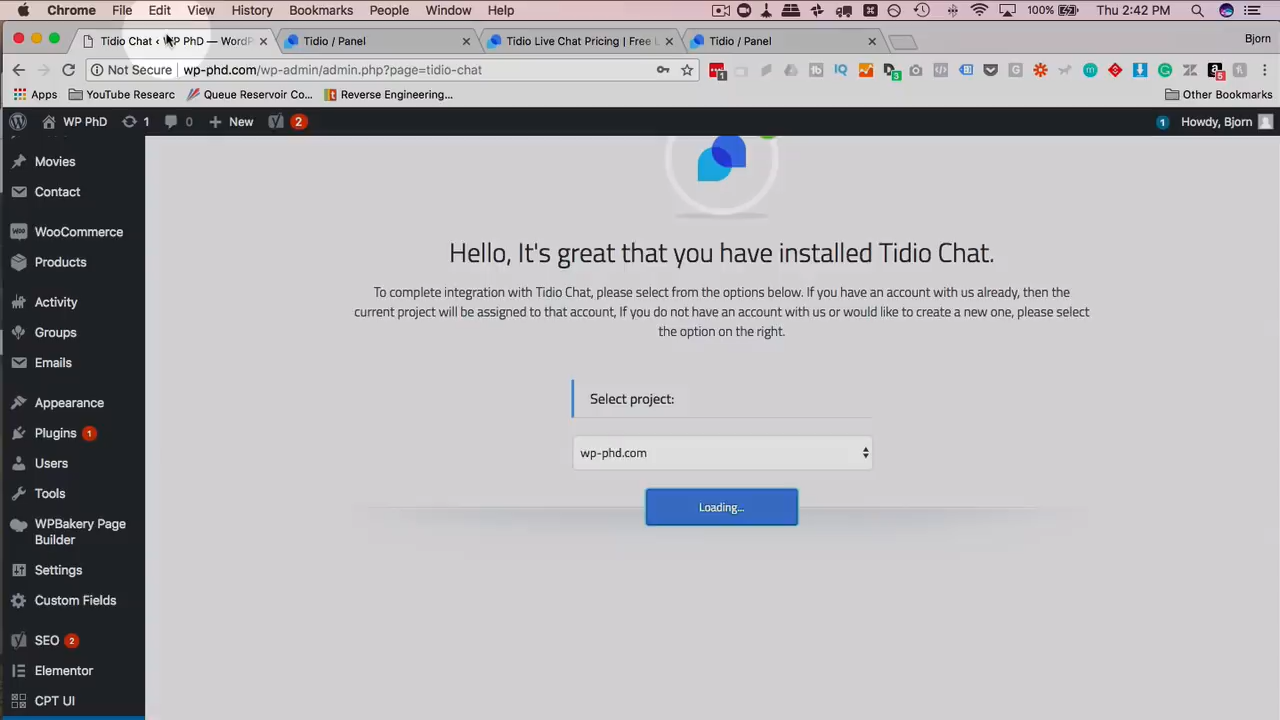 Chrome File Edit View History Bookmarks People Window Help 100% Thu 2:42 PM
Tidio Chat ‹ WP PhD — WordP Tidio / Panel Tidio Live Chat Pricing | Free L Tidio / Panel Bjorn
Not Secure wp-phd.com/wp-admin/admin.php?page=tidio-chat
Apps YouTube Researc Queue Reservoir Co... Reverse Engineering... Other Bookmarks
WP PhD 1 0 New 2 1 Howdy, Bjorn
Movies
Contact
WooCommerce
Products
Activity
Groups
Emails
Appearance
Plugins 1
Users
Tools
WPBakery Page
Builder
Settings
Custom Fields
SEO 2
Elementor
CPT UI
Hello, It's great that you have installed Tidio Chat.
To complete integration with Tidio Chat, please select from the options below. If you have an account with us already, then the
current project will be assigned to that account, If you do not have an account with us or would like to create a new one, please select
the option on the right.
Select project:
wp-phd.com
Loading...